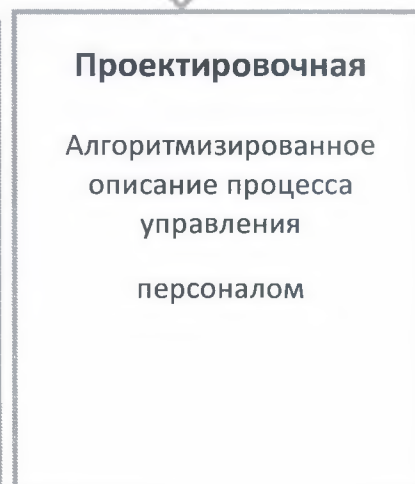 Проектировочная
Алгоритмизированное
описание процесса
управления
персоналом